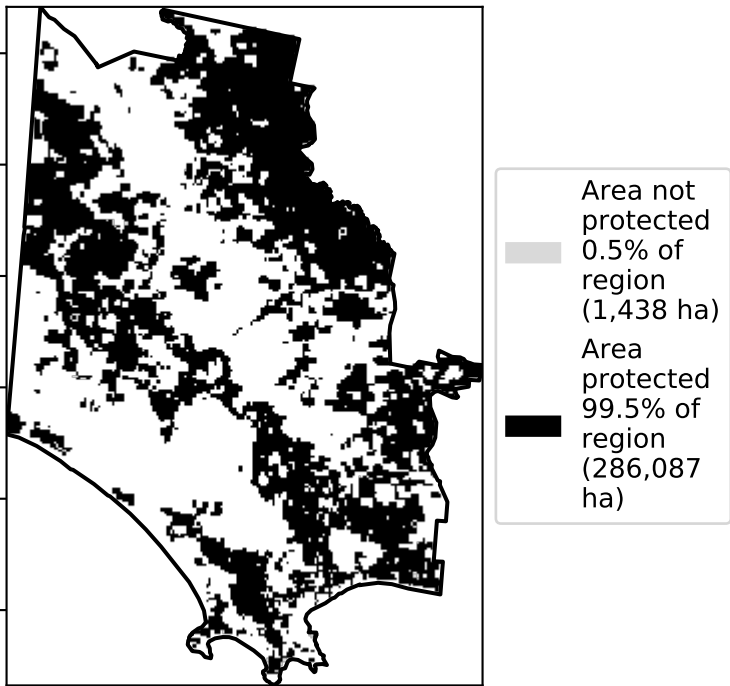 Area not
protected
0.5% of
region
(1,438 ha)
Area
protected
99.5% of
region
(286,087
ha)